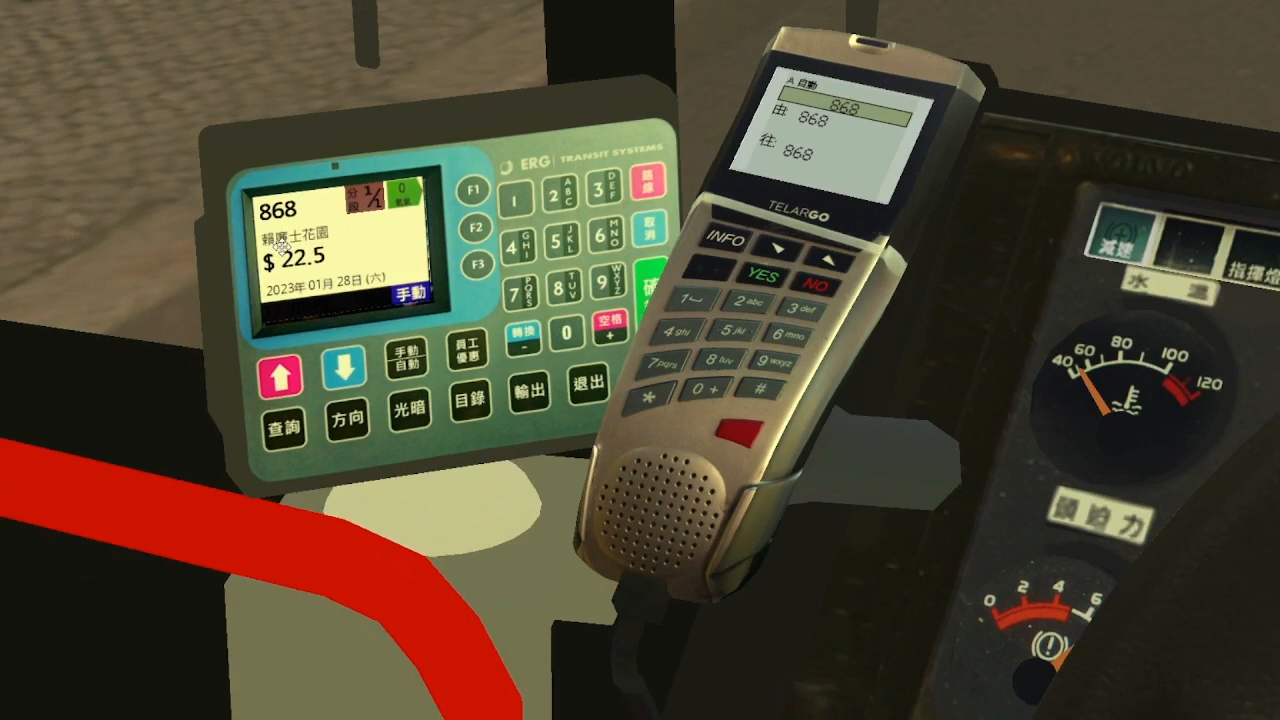 868
分段
1/1
0
賴廣士花園
$ 22.5
2023年 01月 28日 (六)
手動
ERG | TRANSIT SYSTEMS
F1
F2
F3
1 2 ABC 3 DEF 路線
4 GHI 5 JKL 6 MNO 取消
7 PQRS 8 TUV 9 WXYZ 確
轉換 - 0 空格 +
手動/自動 員工優惠
查詢 方向 光暗 目錄 輸出 退出
A 自動
868
由: 868
往: 868
TELARGO
INFO
YES NO
1 2 abc 3 def
4 ghi 5 jkl 6 mno
7 pqrs 8 tuv 9 wxyz
* 0 + #
減速
指揮燈
水 溫
40 60 80 100 120
0 2 4 6